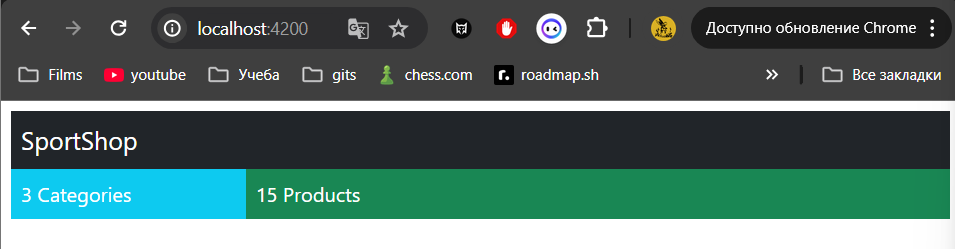 localhost:4200
Доступно обновление Chrome
Films youtube Учеба gits chess.com roadmap.sh Все закладки
SportShop
3 Categories 15 Products